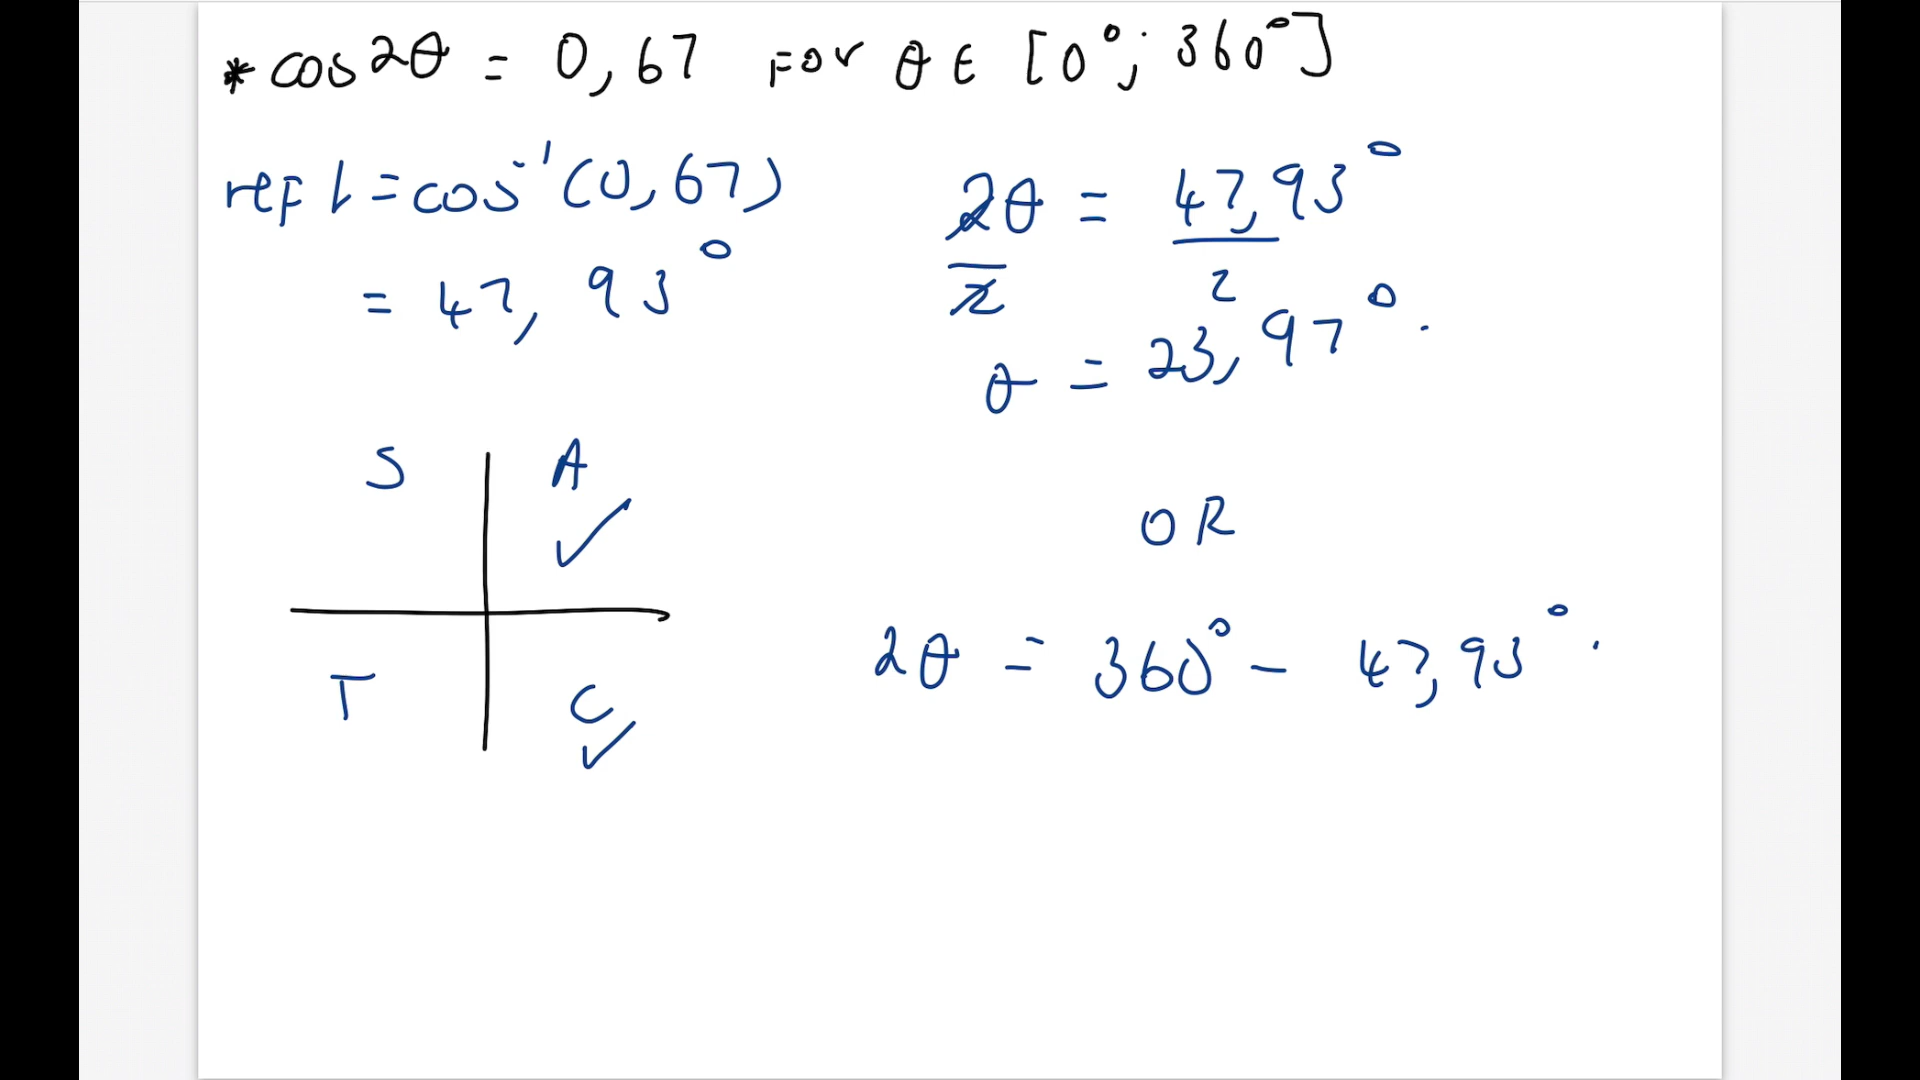 * cos 2θ = 0,67 For θ ∈ [0°; 360°]
ref ∠ = cos⁻¹(0,67)
= 47,93°
2θ/2 = 47,93°/2
θ = 23,97°.
S A ✓
T C ✓
OR
2θ = 360° - 47,93°.